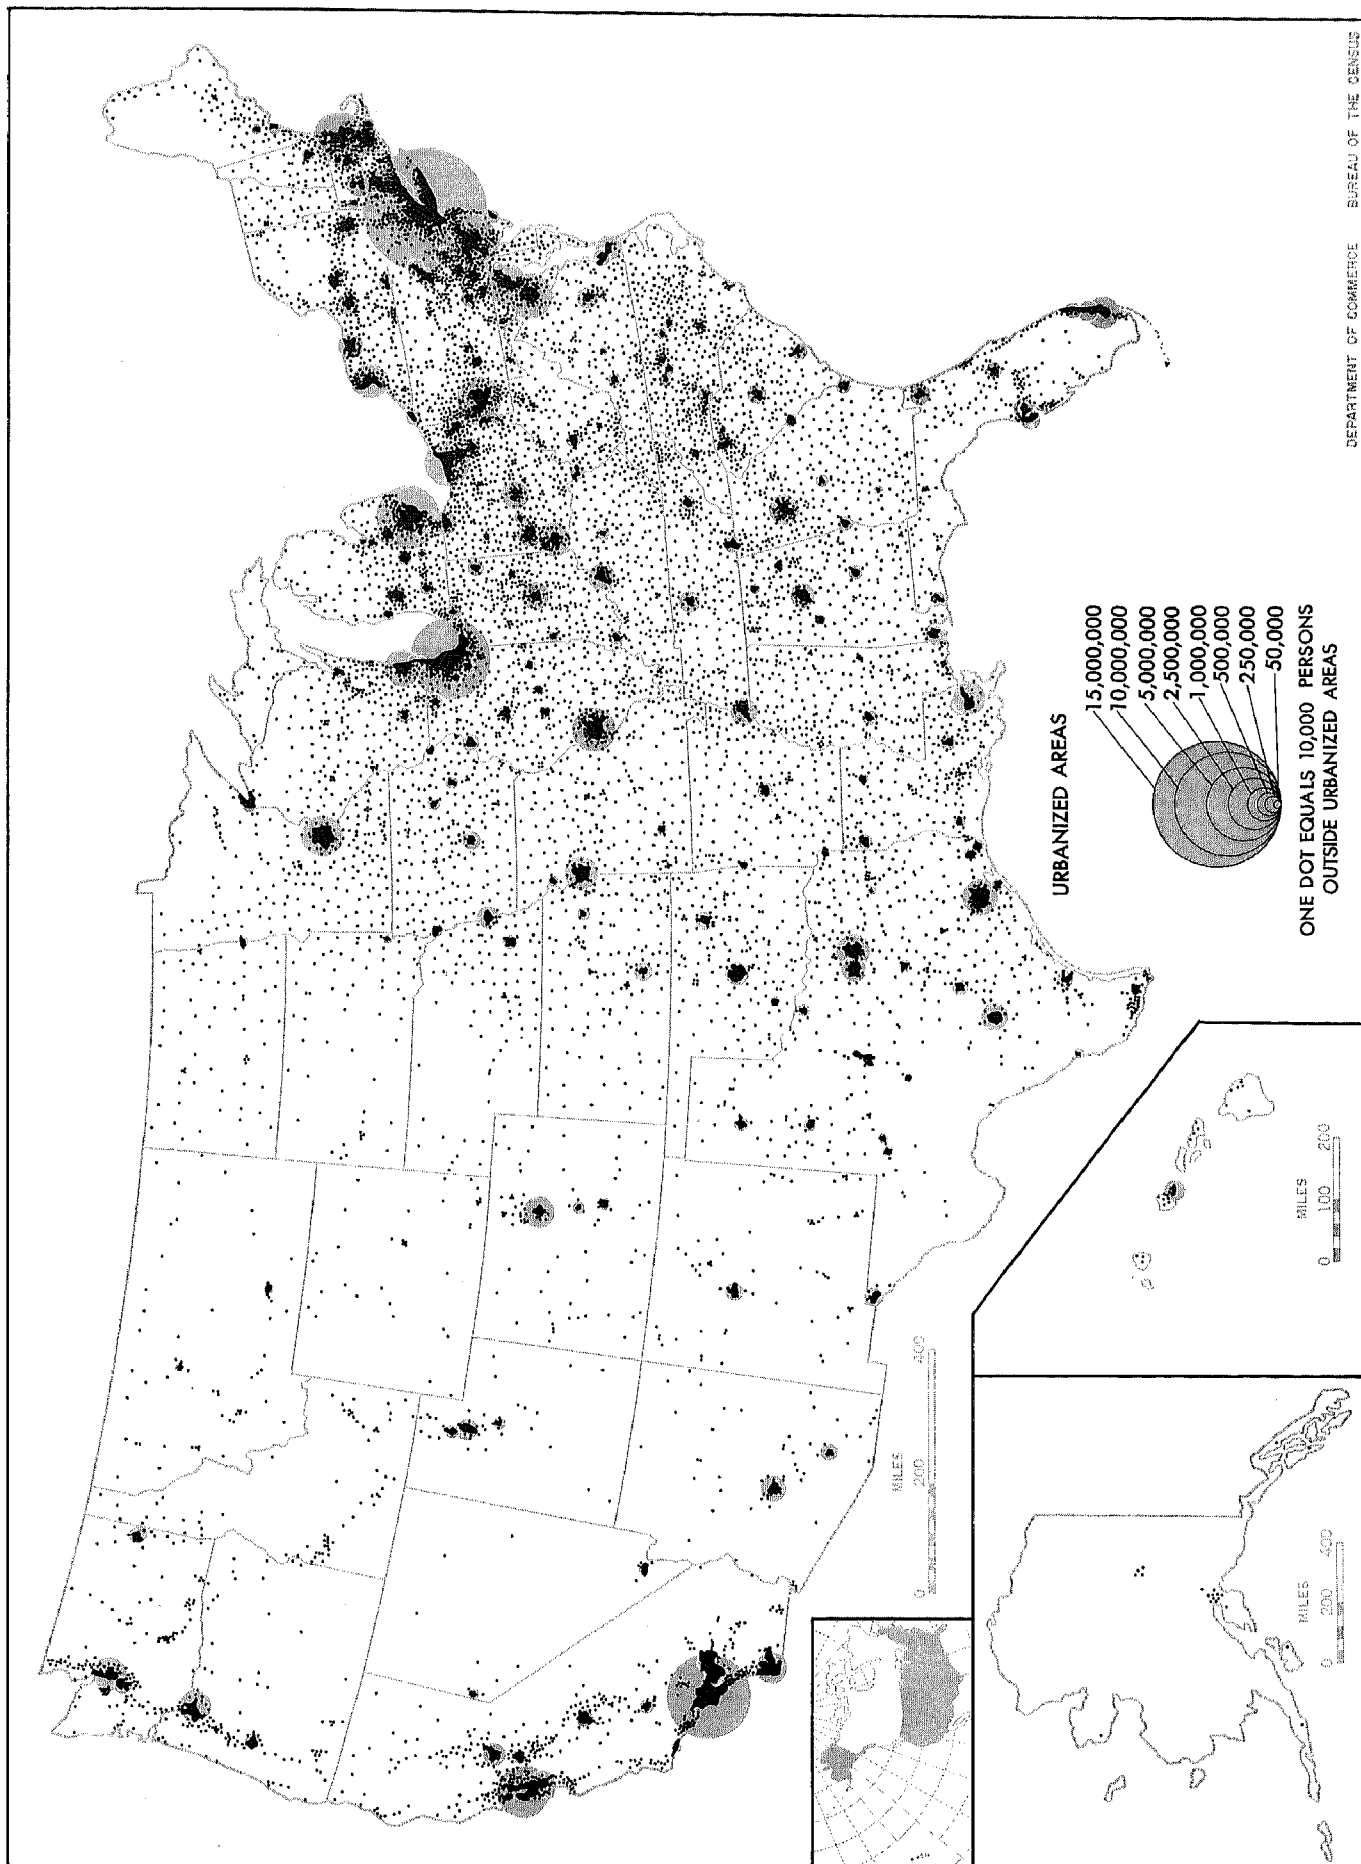 URBANIZED AREAS
15,000,000
10,000,000
5,000,000
2,500,000
1,000,000
500,000
250,000
50,000
ONE DOT EQUALS 10,000 PERSONS
OUTSIDE URBANIZED AREAS
MILES
0 200 400
MILES
0 200 400
MILES
0 100 200
DEPARTMENT OF COMMERCE BUREAU OF THE CENSUS